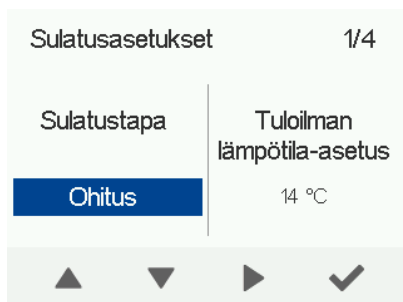 Sulatusasetukset 1/4
Sulatustapa
Ohitus
Tuloilman
lämpötila-asetus
14 °C